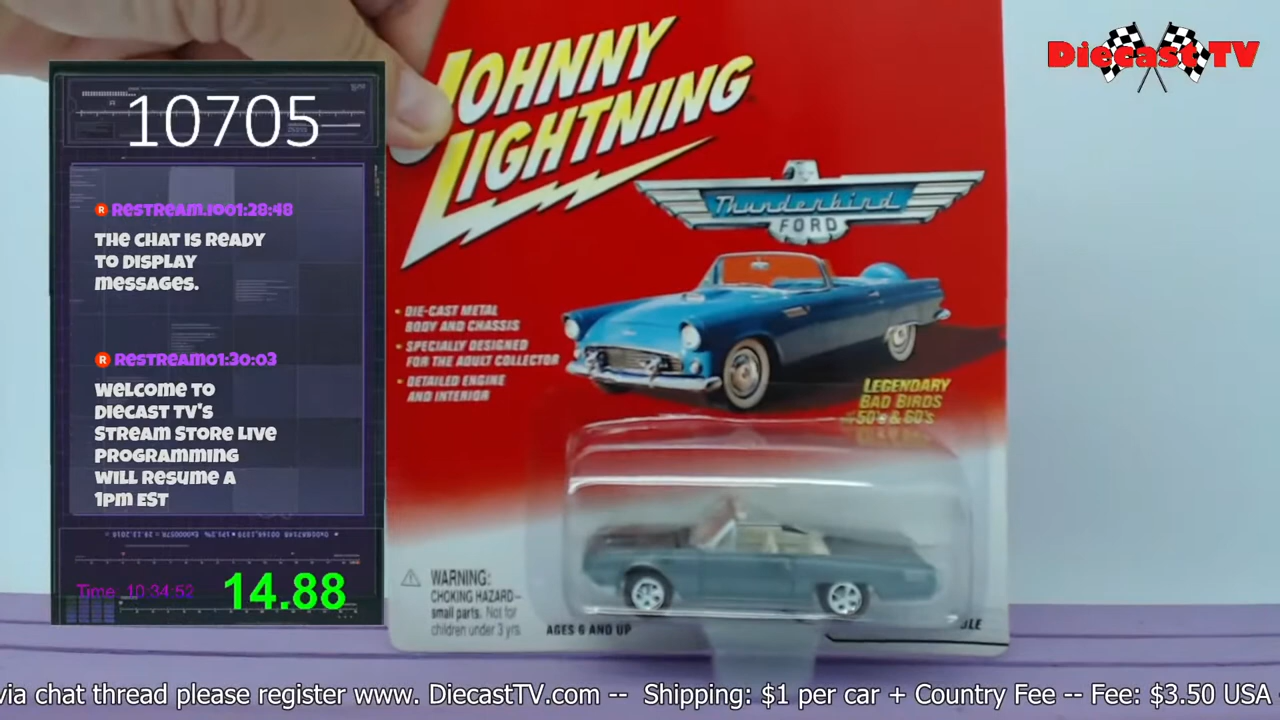 Diecast TV
10705
RESTREAM.IO01:28:48
THE CHAT IS READY
TO DISPLAY
MESSAGES.
RESTREAM01:30:03
WELCOME TO
DIECAST TV'S
STREAM STORE LIVE
PROGRAMMING
WILL RESUME A
1PM EST
Time 10:34:52
14.88
JOHNNY
LIGHTNING
Thunderbird
FORD
• DIE-CAST METAL
BODY AND CHASSIS
• SPECIALLY DESIGNED
FOR THE ADULT COLLECTOR
• DETAILED ENGINE
AND INTERIOR
LEGENDARY
BAD BIRDS
50's & 60's
WARNING:
CHOKING HAZARD–
small parts. Not for
children under 3 yrs.
AGES 6 AND UP
via chat thread please register www. DiecastTV.com -- Shipping: $1 per car + Country Fee -- Fee: $3.50 USA